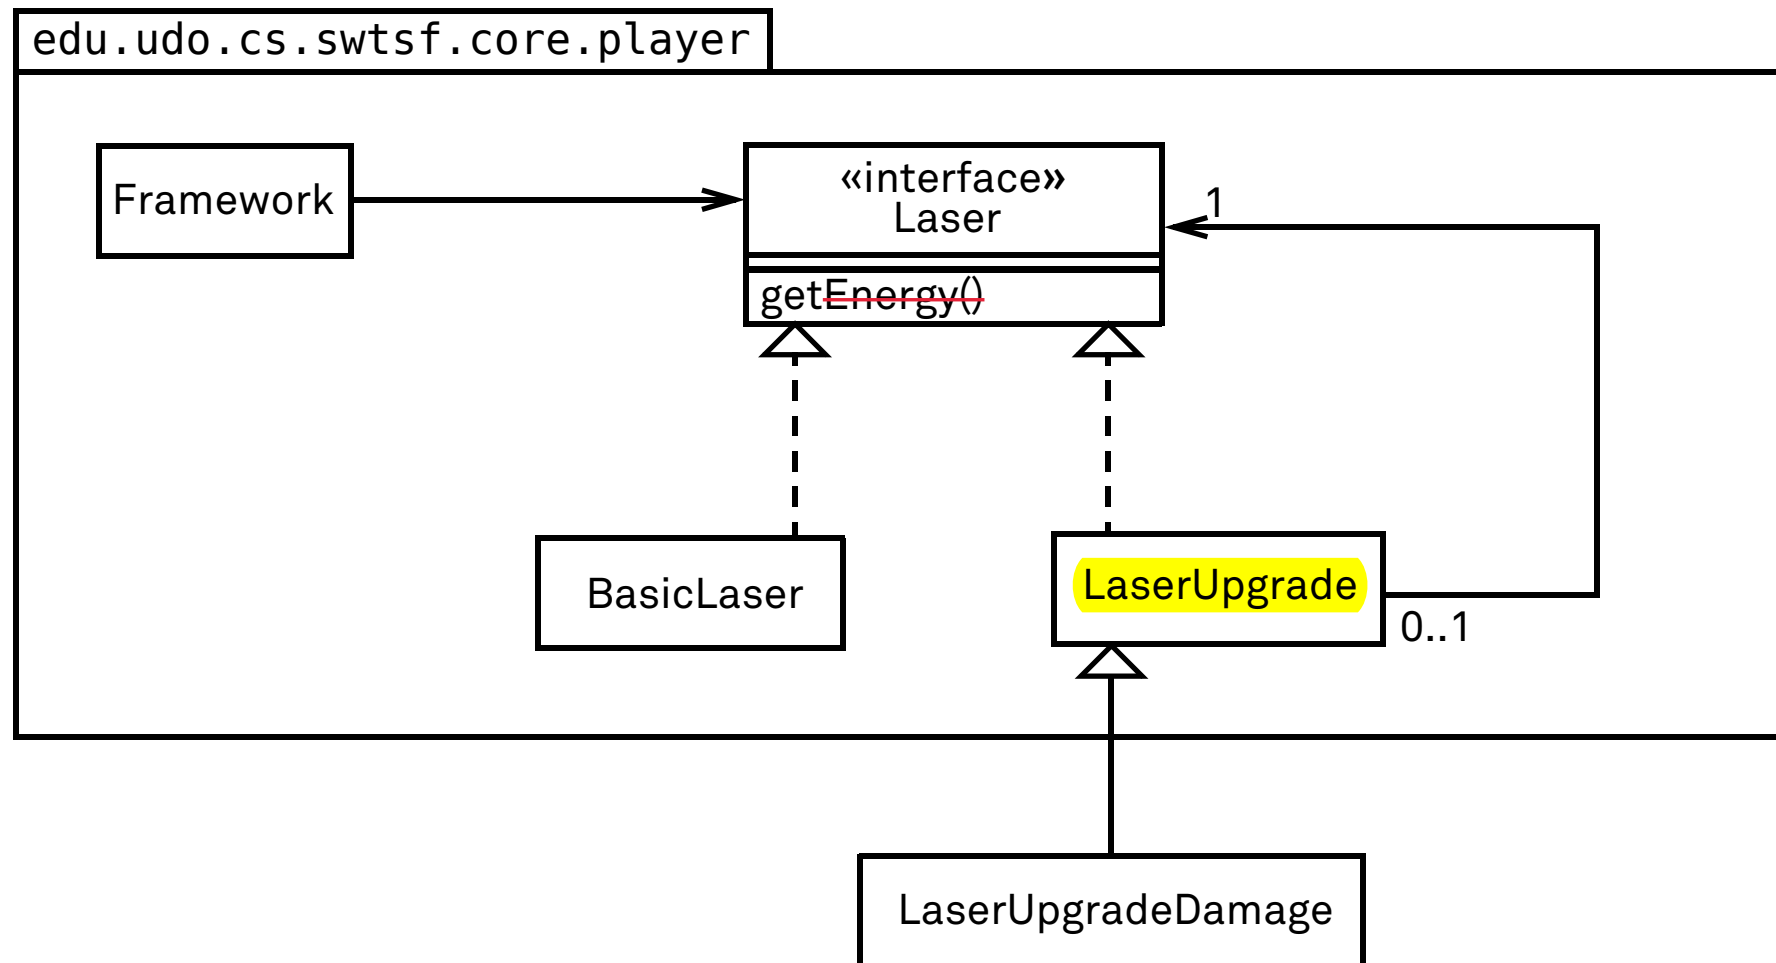 edu.udo.cs.swtsf.core.player
Framework
«interface»
Laser
1
getEnergy()
BasicLaser
LaserUpgrade
0..1
LaserUpgradeDamage